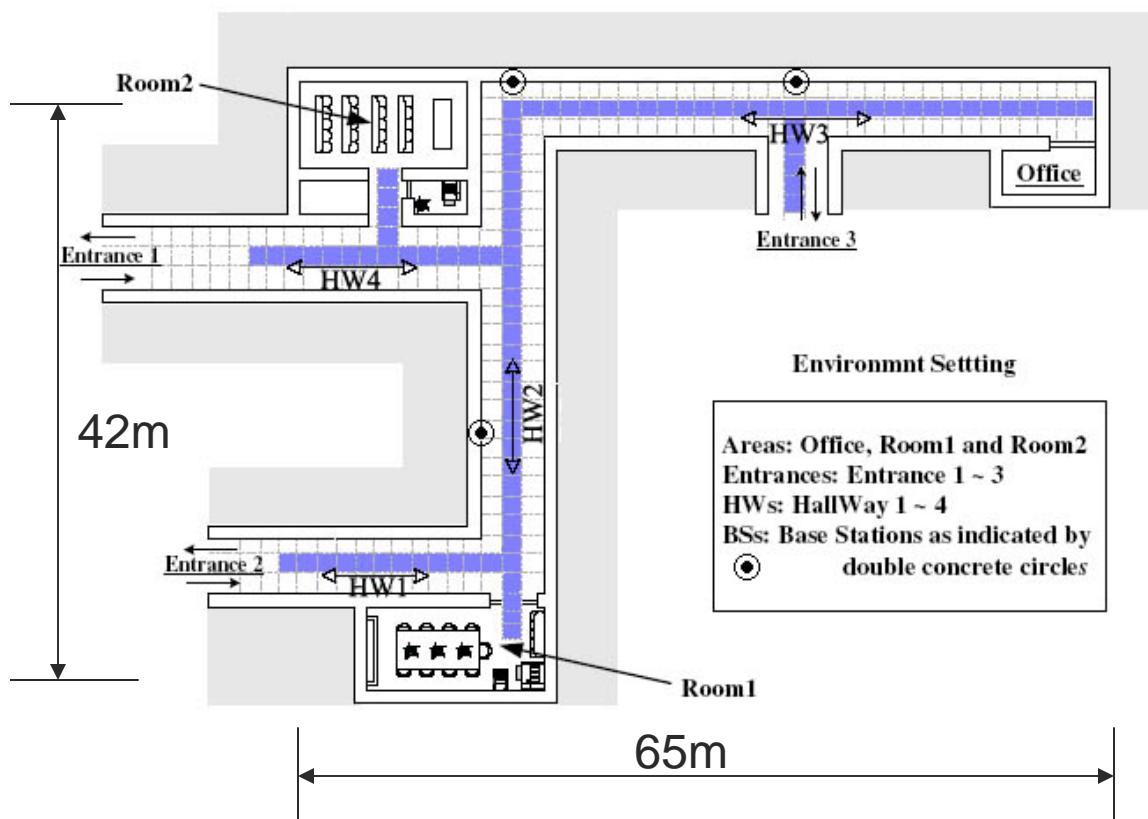 Room2
HW3
Office
Entrance 1
Entrance 3
HW4
Environmnt Settting
HW2
42m
Areas: Office, Room1 and Room2
Entrances: Entrance 1 ~ 3
HWs: HallWay 1 ~ 4
BSs: Base Stations as indicated by
double concrete circles
Entrance 2
HW1
Room1
65m